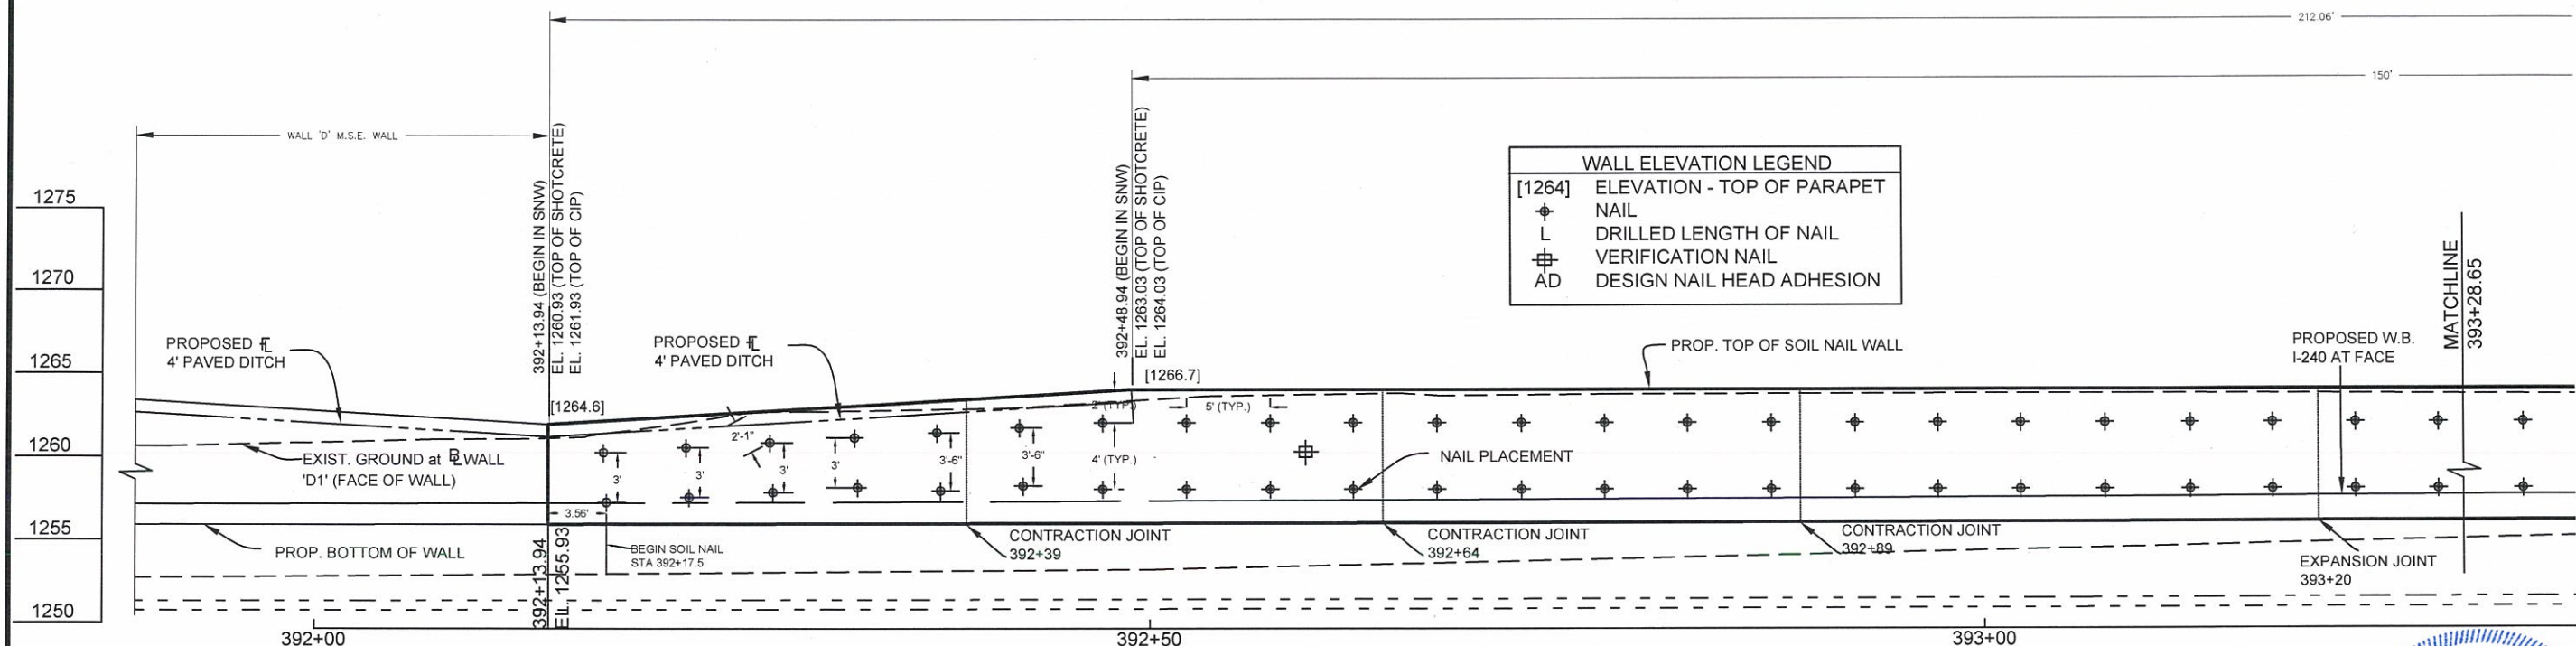 212.06'
150'
WALL 'D' M.S.E. WALL
392+13.94 (BEGIN IN SNW)
EL. 1260.93 (TOP OF SHOTCRETE)
EL. 1261.93 (TOP OF CIP)
392+48.94 (BEGIN IN SNW)
EL. 1263.03 (TOP OF SHOTCRETE)
EL. 1264.03 (TOP OF CIP)
WALL ELEVATION LEGEND
[1264] ELEVATION - TOP OF PARAPET
NAIL
L DRILLED LENGTH OF NAIL
VERIFICATION NAIL
AD DESIGN NAIL HEAD ADHESION
1275
1270
1265
1260
1255
1250
MATCHLINE
393+28.65
PROPOSED FL
4' PAVED DITCH
PROPOSED FL
4' PAVED DITCH
PROP. TOP OF SOIL NAIL WALL
PROPOSED W.B.
I-240 AT FACE
[1264.6]
[1266.7]
2' (TYP.)
5' (TYP.)
2'-1"
3'
3'
3'
3'
3'-6"
3'-6"
4' (TYP.)
NAIL PLACEMENT
EXIST. GROUND at BL WALL
'D1' (FACE OF WALL)
3.56'
PROP. BOTTOM OF WALL
392+13.94
EL. 1255.93
BEGIN SOIL NAIL
STA 392+17.5
CONTRACTION JOINT
392+39
CONTRACTION JOINT
392+64
CONTRACTION JOINT
392+89
EXPANSION JOINT
393+20
392+00
392+50
393+00